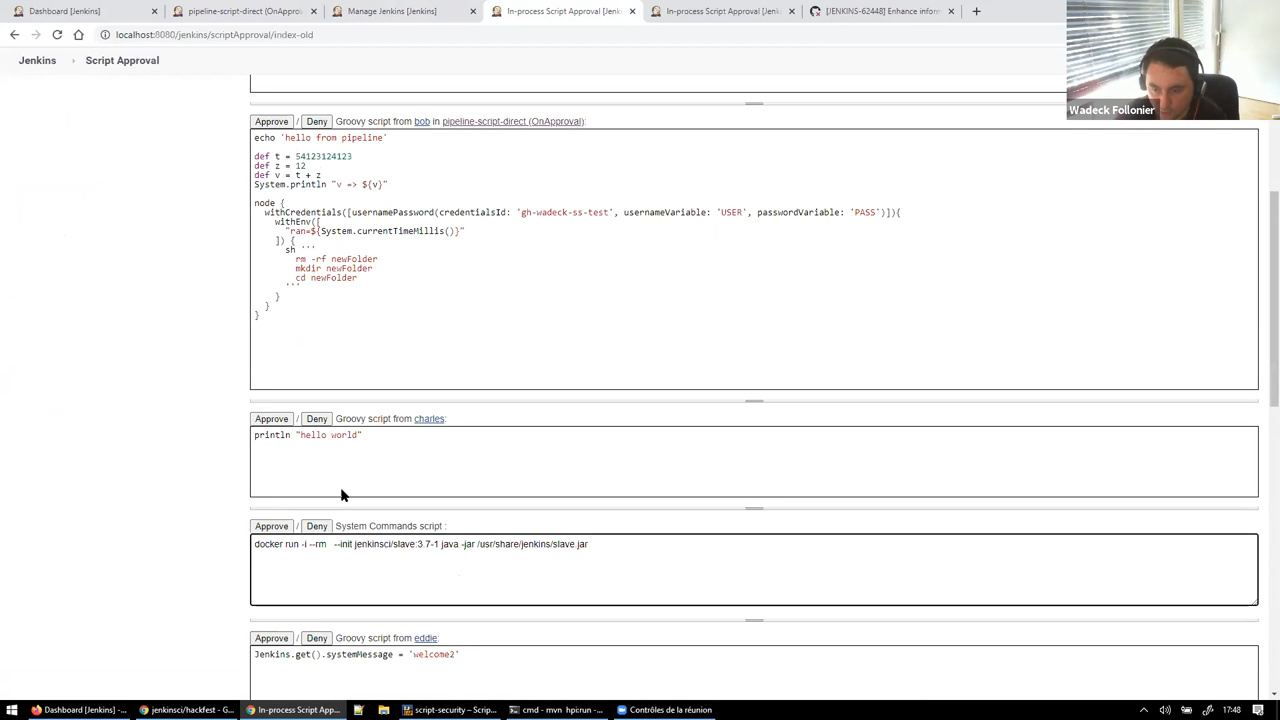 Dashboard [Jenkins]
pipeline-script-direct (OnApprova
Manage Jenkins [Jenkins]
In-process Script Approval [Jenki
In-process Script Approval [Jenki
[JENKINS-62448] Enhance inform
localhost:8080/jenkins/scriptApproval/index-old
Jenkins
Script Approval
Wadeck Follonier
Approve / Deny Groovy script from bob in pipeline-script-direct (OnApproval):
echo 'hello from pipeline'
def t = 54123124123
def z = 12
def v = t + z
System.println "v => ${v}"
node {
withCredentials([usernamePassword(credentialsId: 'gh-wadeck-ss-test', usernameVariable: 'USER', passwordVariable: 'PASS')]){
withEnv([
"ran=${System.currentTimeMillis()}"
]) {
sh '''
rm -rf newFolder
mkdir newFolder
cd newFolder
'''
}
}
}
Approve / Deny Groovy script from charles:
println "hello world"
Approve / Deny System Commands script :
docker run -i --rm --init jenkinsci/slave:3.7-1 java -jar /usr/share/jenkins/slave.jar
Approve / Deny Groovy script from eddie:
Jenkins.get().systemMessage = 'welcome2'
Dashboard [Jenkins] -...
jenkinsci/hackfest - G...
In-process Script App...
script-security – Scrip...
cmd - mvn hpi:run -...
Contrôles de la réunion
17:48